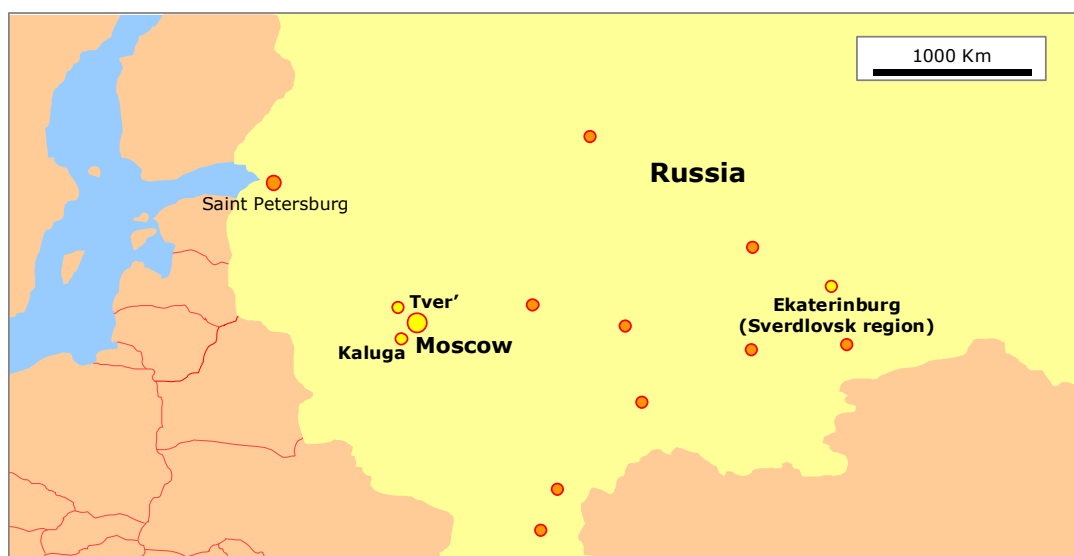 1000 Km
Russia
Saint Petersburg
Tver’
Ekaterinburg
(Sverdlovsk region)
Moscow
Kaluga